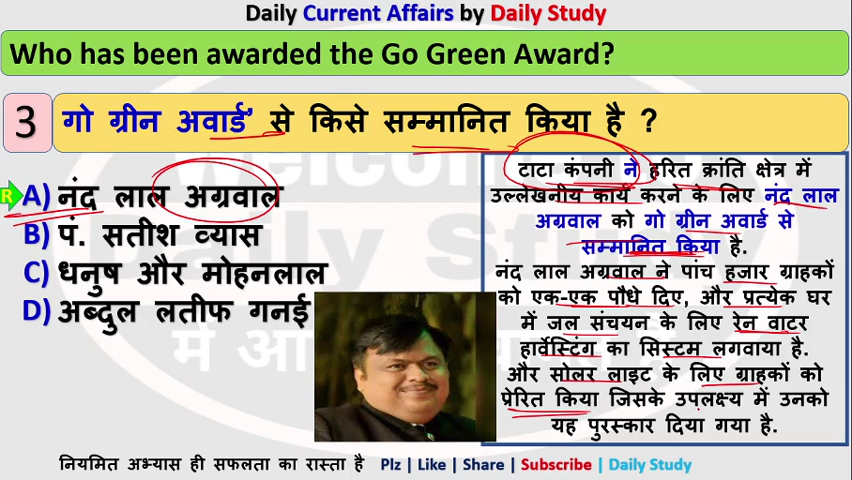 Daily Current Affairs by Daily Study
Who has been awarded the Go Green Award?
3 गो ग्रीन अवार्ड’ से किसे सम्मानित किया है ?
R A) नंद लाल अग्रवाल
B) पं. सतीश व्यास
C) धनुष और मोहनलाल
D) अब्दुल लतीफ गनई
टाटा कंपनी ने हरित क्रांति क्षेत्र में
उल्लेखनीय कार्य करने के लिए नंद लाल
अग्रवाल को गो ग्रीन अवार्ड से
सम्मानित किया है.
नंद लाल अग्रवाल ने पांच हजार ग्राहकों
को एक-एक पौधे दिए, और प्रत्येक घर
में जल संचयन के लिए रेन वाटर
हार्वेस्टिंग का सिस्टम लगवाया है.
और सोलर लाइट के लिए ग्राहकों को
प्रेरित किया जिसके उपलक्ष्य में उनको
यह पुरस्कार दिया गया है.
नियमित अभ्यास ही सफलता का रास्ता है Plz | Like | Share | Subscribe | Daily Study